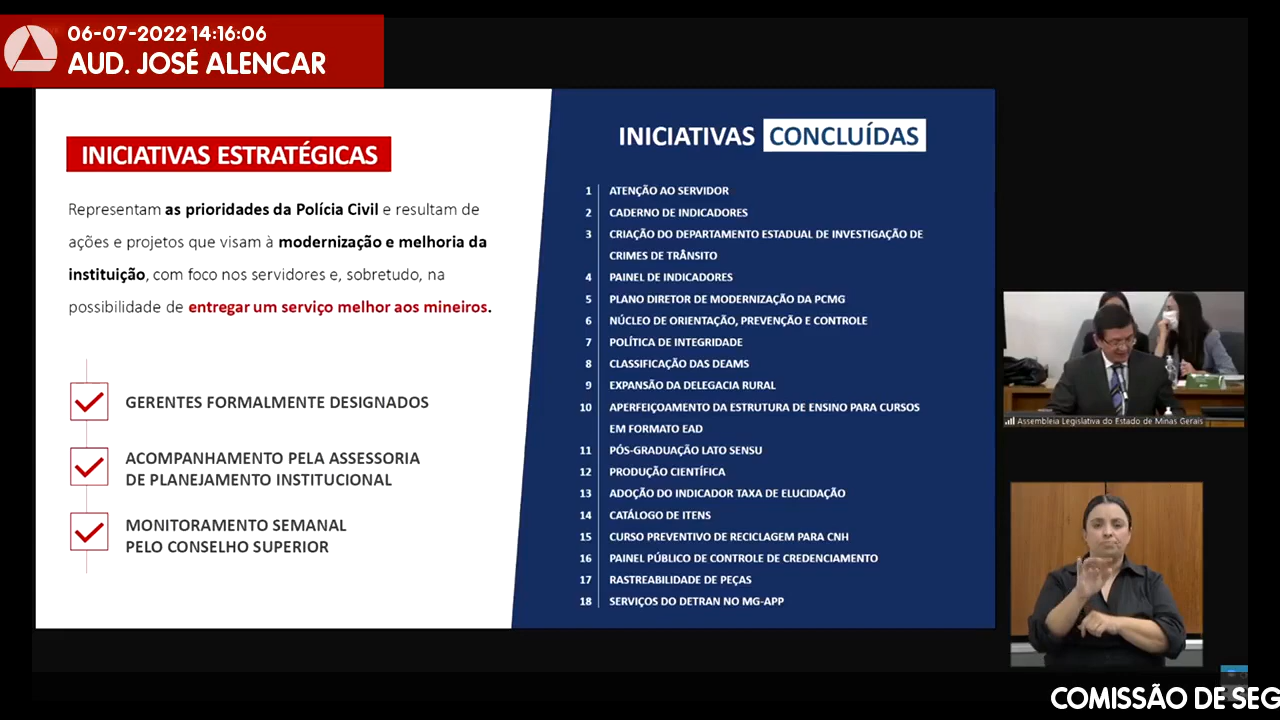 06-07-2022 14:16:06
AUD. JOSÉ ALENCAR
INICIATIVAS ESTRATÉGICAS
Representam as prioridades da Polícia Civil e resultam de
ações e projetos que visam à modernização e melhoria da
instituição, com foco nos servidores e, sobretudo, na
possibilidade de entregar um serviço melhor aos mineiros.
GERENTES FORMALMENTE DESIGNADOS
ACOMPANHAMENTO PELA ASSESSORIA
DE PLANEJAMENTO INSTITUCIONAL
MONITORAMENTO SEMANAL
PELO CONSELHO SUPERIOR
INICIATIVAS CONCLUÍDAS
1 ATENÇÃO AO SERVIDOR
2 CADERNO DE INDICADORES
3 CRIAÇÃO DO DEPARTAMENTO ESTADUAL DE INVESTIGAÇÃO DE
CRIMES DE TRÂNSITO
4 PAINEL DE INDICADORES
5 PLANO DIRETOR DE MODERNIZAÇÃO DA PCMG
6 NÚCLEO DE ORIENTAÇÃO, PREVENÇÃO E CONTROLE
7 POLÍTICA DE INTEGRIDADE
8 CLASSIFICAÇÃO DAS DEAMS
9 EXPANSÃO DA DELEGACIA RURAL
10 APERFEIÇOAMENTO DA ESTRUTURA DE ENSINO PARA CURSOS
EM FORMATO EAD
11 PÓS-GRADUAÇÃO LATO SENSU
12 PRODUÇÃO CIENTÍFICA
13 ADOÇÃO DO INDICADOR TAXA DE ELUCIDAÇÃO
14 CATÁLOGO DE ITENS
15 CURSO PREVENTIVO DE RECICLAGEM PARA CNH
16 PAINEL PÚBLICO DE CONTROLE DE CREDENCIAMENTO
17 RASTREABILIDADE DE PEÇAS
18 SERVIÇOS DO DETRAN NO MG-APP
Assembleia Legislativa do Estado de Minas Gerais
COMISSÃO DE SEG